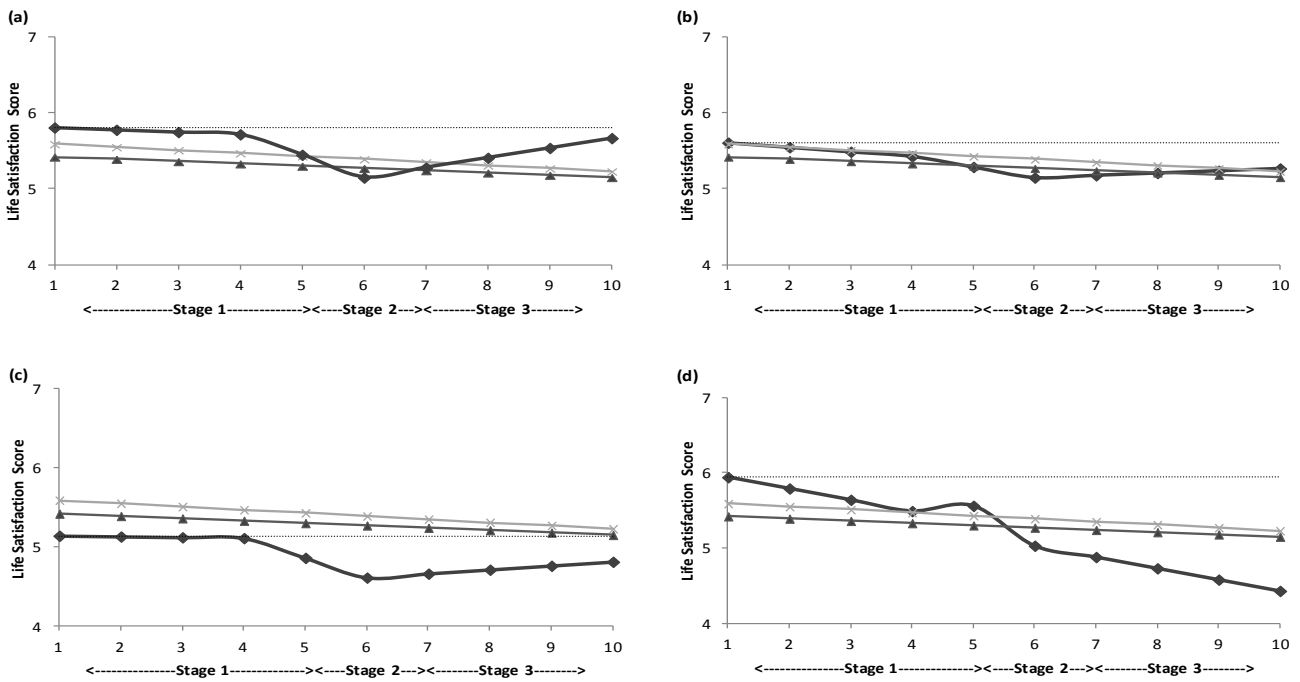 (a)
7
6
5
4
Life Satisfaction Score
1 2 3 4 5 6 7 8 9 10
<----------------Stage 1---------------><----Stage 2---><--------Stage 3-------->
(b)
7
6
5
4
Life Satisfaction Score
1 2 3 4 5 6 7 8 9 10
<----------------Stage 1---------------><----Stage 2---><--------Stage 3-------->
(c)
7
6
5
4
Life Satisfaction Score
1 2 3 4 5 6 7 8 9 10
<----------------Stage 1---------------><----Stage 2---><--------Stage 3-------->
(d)
7
6
5
4
Life Satisfaction Score
1 2 3 4 5 6 7 8 9 10
<----------------Stage 1---------------><----Stage 2---><--------Stage 3-------->